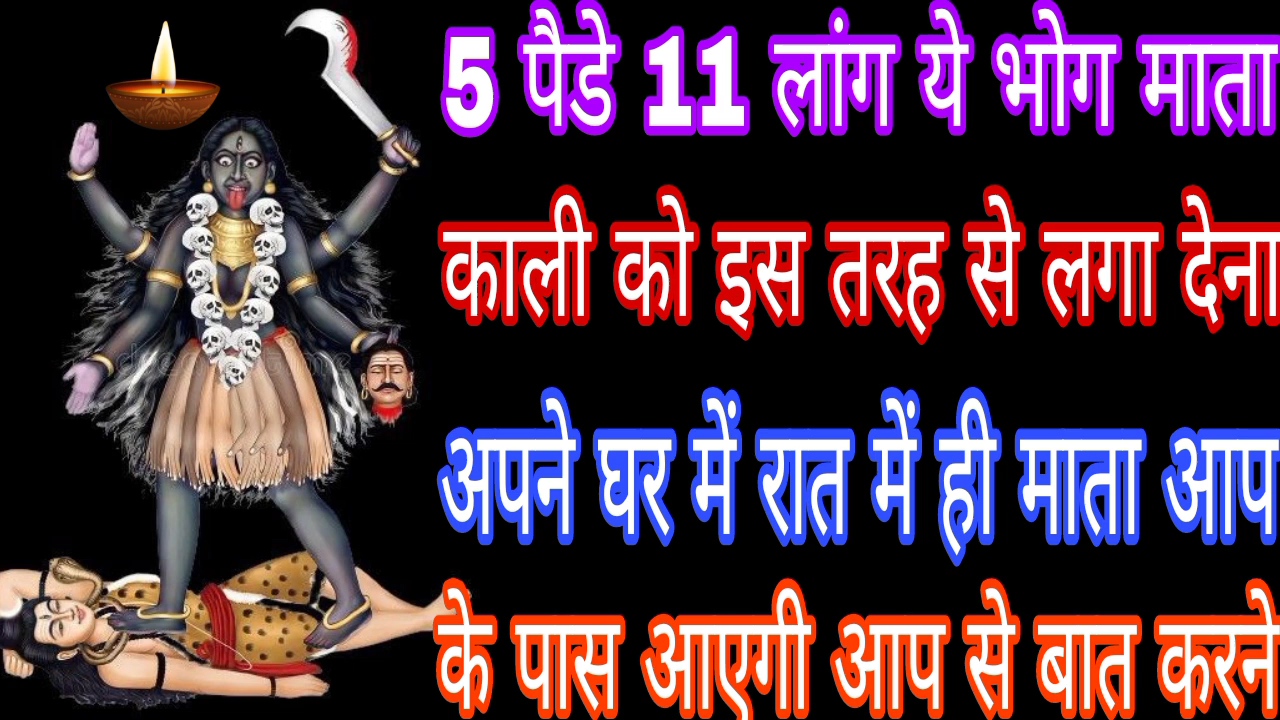 5 पैडे 11 लांग ये भोग माता
काली को इस तरह से लगा देना
अपने घर में रात में ही माता आप
के पास आएगी आप से बात करने